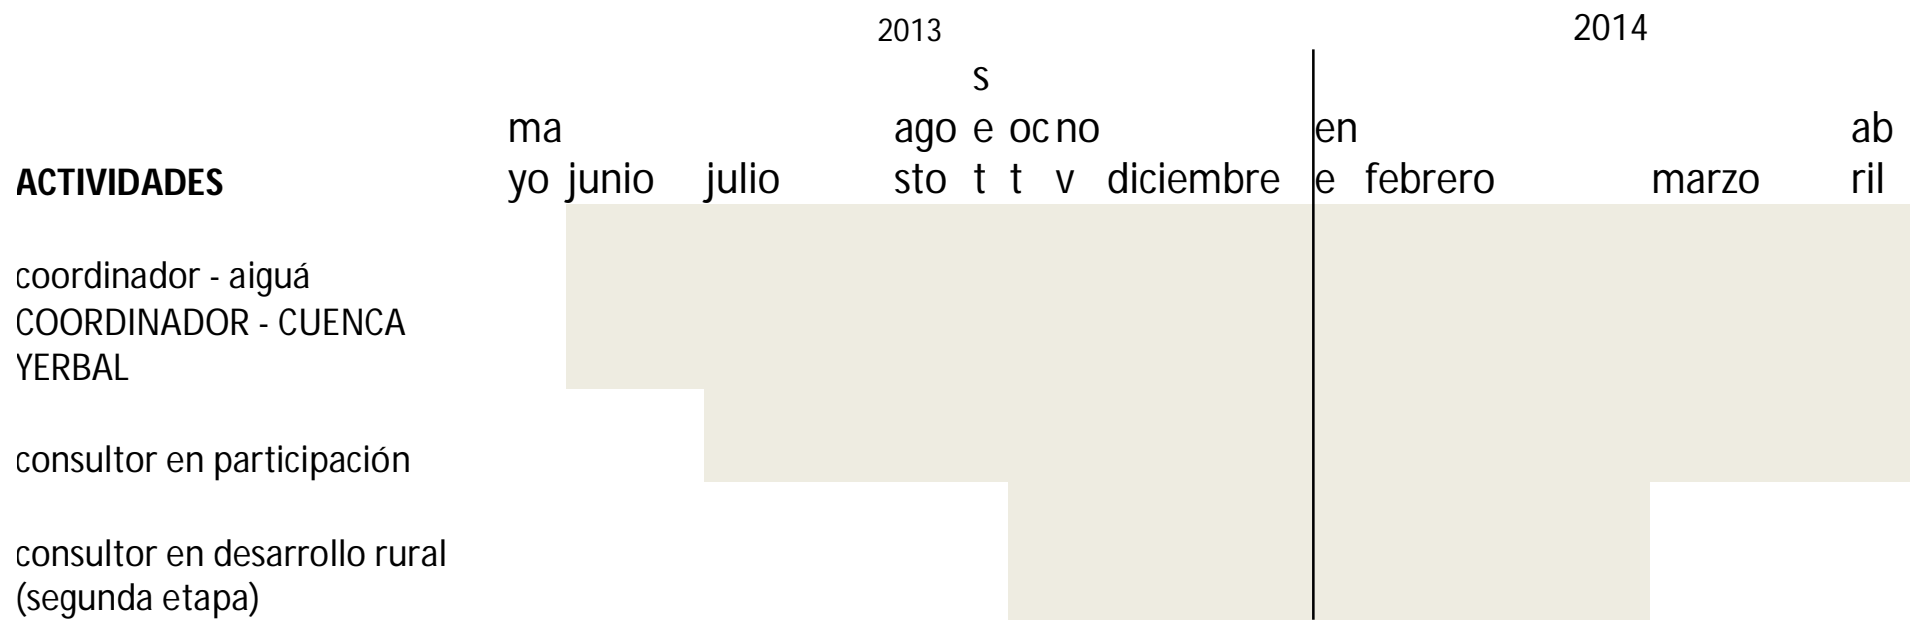 2013 2014
s
ma ago e oc no en ab
ACTIVIDADES yo junio julio sto t t v diciembre e febrero marzo ril
coordinador - aiguá
COORDINADOR - CUENCA
YERBAL
consultor en participación
consultor en desarrollo rural
(segunda etapa)